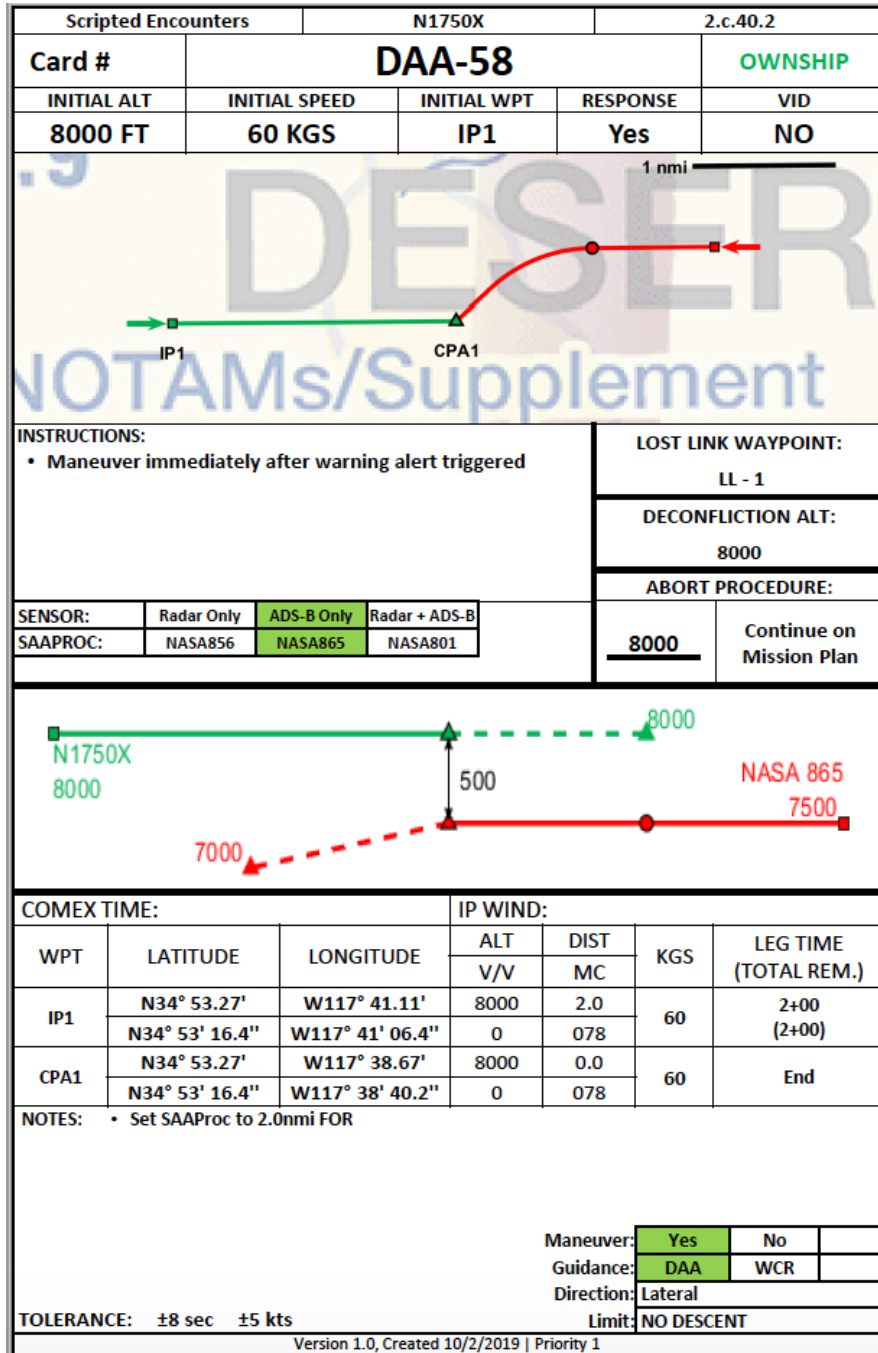 Scripted Encounters N1750X 2.c.40.2
Card # DAA-58 OWNSHIP
INITIAL ALT INITIAL SPEED INITIAL WPT RESPONSE VID
8000 FT 60 KGS IP1 Yes NO
.9
DESER
1 nmi
IP1
CPA1
NOTAMs/Supplement
INSTRUCTIONS:
• Maneuver immediately after warning alert triggered
LOST LINK WAYPOINT:
LL - 1
DECONFLICTION ALT:
8000
ABORT PROCEDURE:
8000
Continue on
Mission Plan
SENSOR: Radar Only ADS-B Only Radar + ADS-B
SAAPROC: NASA856 NASA865 NASA801
8000
N1750X
8000
500
NASA 865
7500
7000
COMEX TIME: IP WIND:
WPT LATITUDE LONGITUDE ALT DIST KGS LEG TIME
V/V MC (TOTAL REM.)
IP1 N34° 53.27' W117° 41.11' 8000 2.0 60 2+00
N34° 53' 16.4" W117° 41' 06.4" 0 078 (2+00)
CPA1 N34° 53.27' W117° 38.67' 8000 0.0 60 End
N34° 53' 16.4" W117° 38' 40.2" 0 078
NOTES: • Set SAAProc to 2.0nmi FOR
Maneuver: Yes No
Guidance: DAA WCR
Direction: Lateral
TOLERANCE: ±8 sec ±5 kts Limit: NO DESCENT
Version 1.0, Created 10/2/2019 | Priority 1